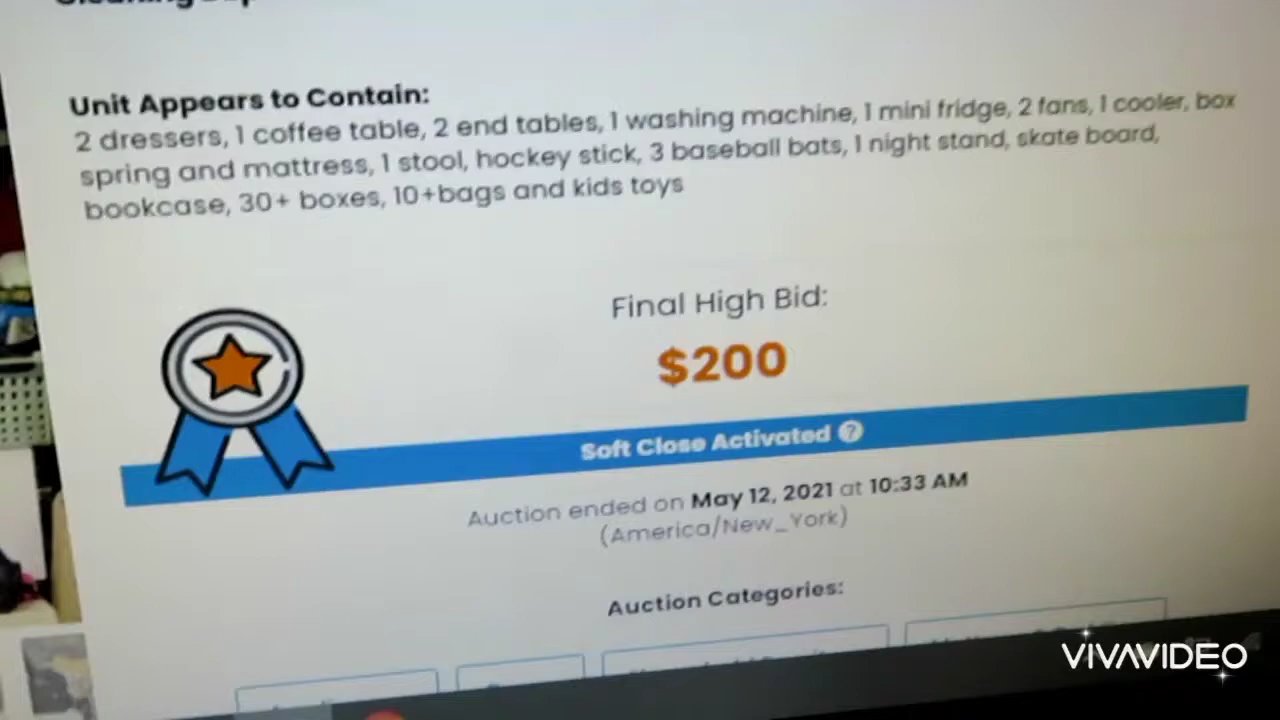 Unit Appears to Contain:
2 dressers, 1 coffee table, 2 end tables, 1 washing machine, 1 mini fridge, 2 fans, 1 cooler, box
spring and mattress, 1 stool, hockey stick, 3 baseball bats, 1 night stand, skate board,
bookcase, 30+ boxes, 10+bags and kids toys
Final High Bid:
$200
Soft Close Activated ?
Auction ended on May 12, 2021 at 10:33 AM
(America/New_York)
Auction Categories:
VIVAVIDEO